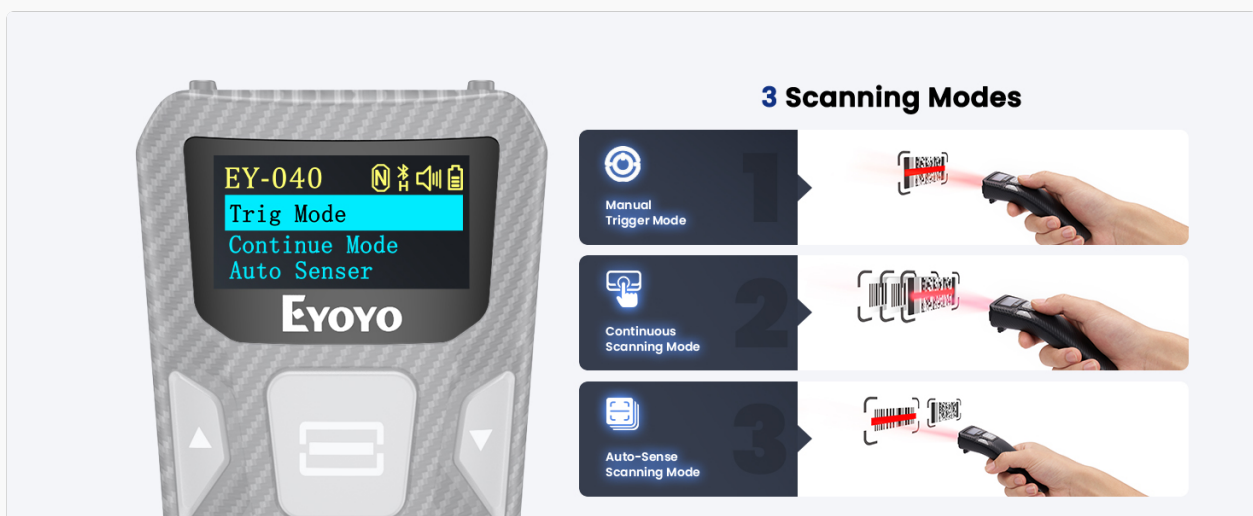 EY-040
Trig Mode
Continue Mode
Auto Senser
EYOYO
3 Scanning Modes
1
Manual
Trigger Mode
2
Continuous
Scanning Mode
3
Auto-Sense
Scanning Mode